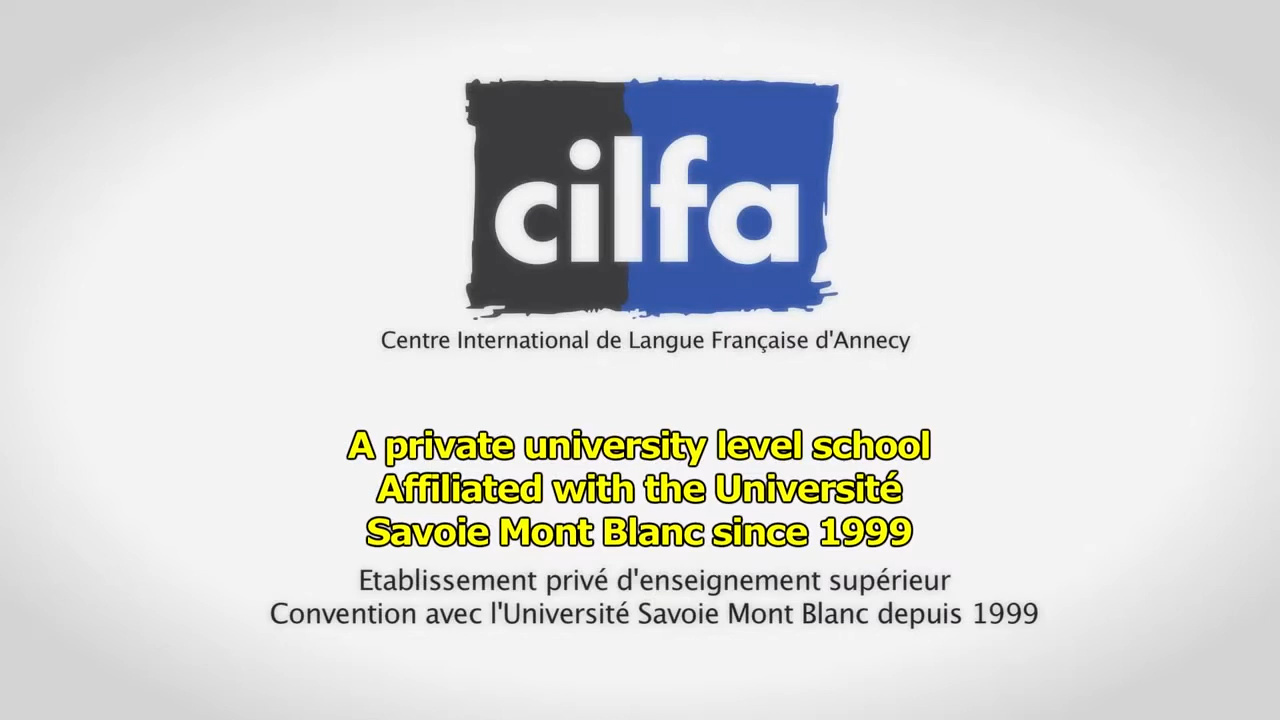 cilfa
Centre International de Langue Française d'Annecy
A private university level school
Affiliated with the Université
Savoie Mont Blanc since 1999
Etablissement privé d'enseignement supérieur
Convention avec l'Université Savoie Mont Blanc depuis 1999